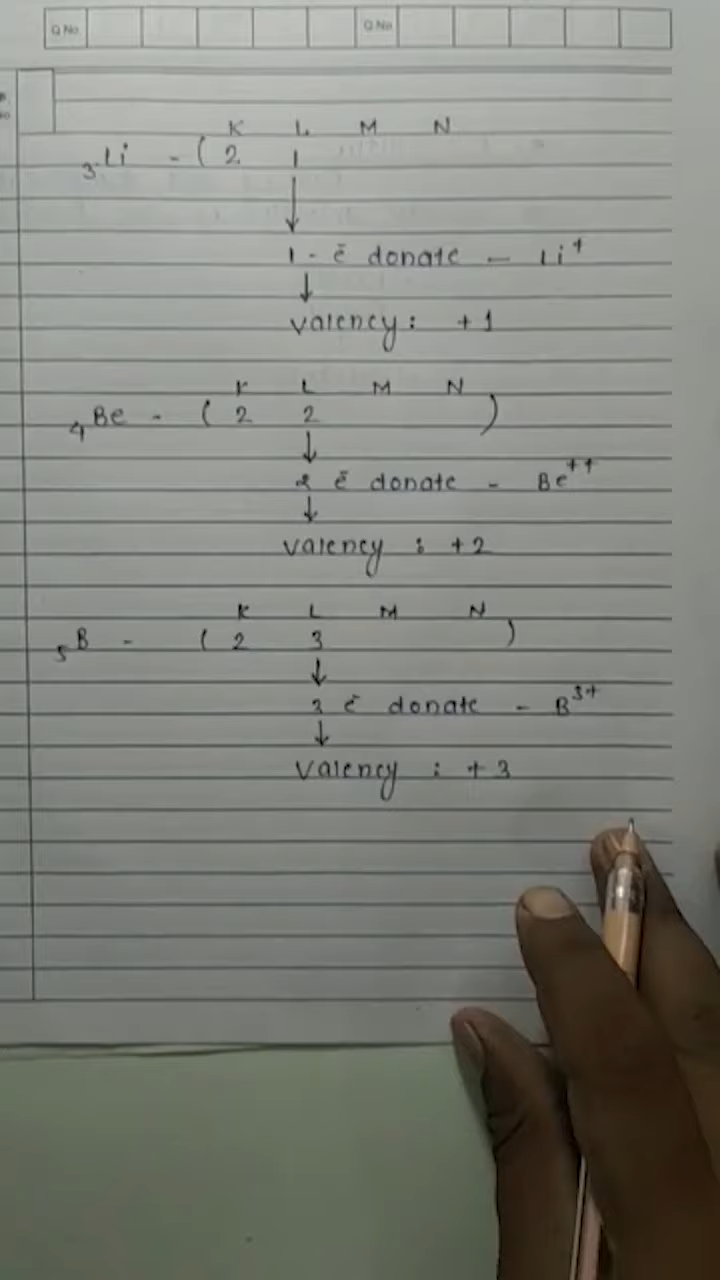 Q No. Q.No.
K L M N
3Li - ( 2 1
↓
1 - ē donate — Li⁺
↓
valency : +1
K L M N
4Be - ( 2 2 )
↓
2 ē donate - Be⁺⁺
↓
valency : +2
K L M N
5B - ( 2 3 )
↓
3 ē donate - B³⁺
↓
valency : +3